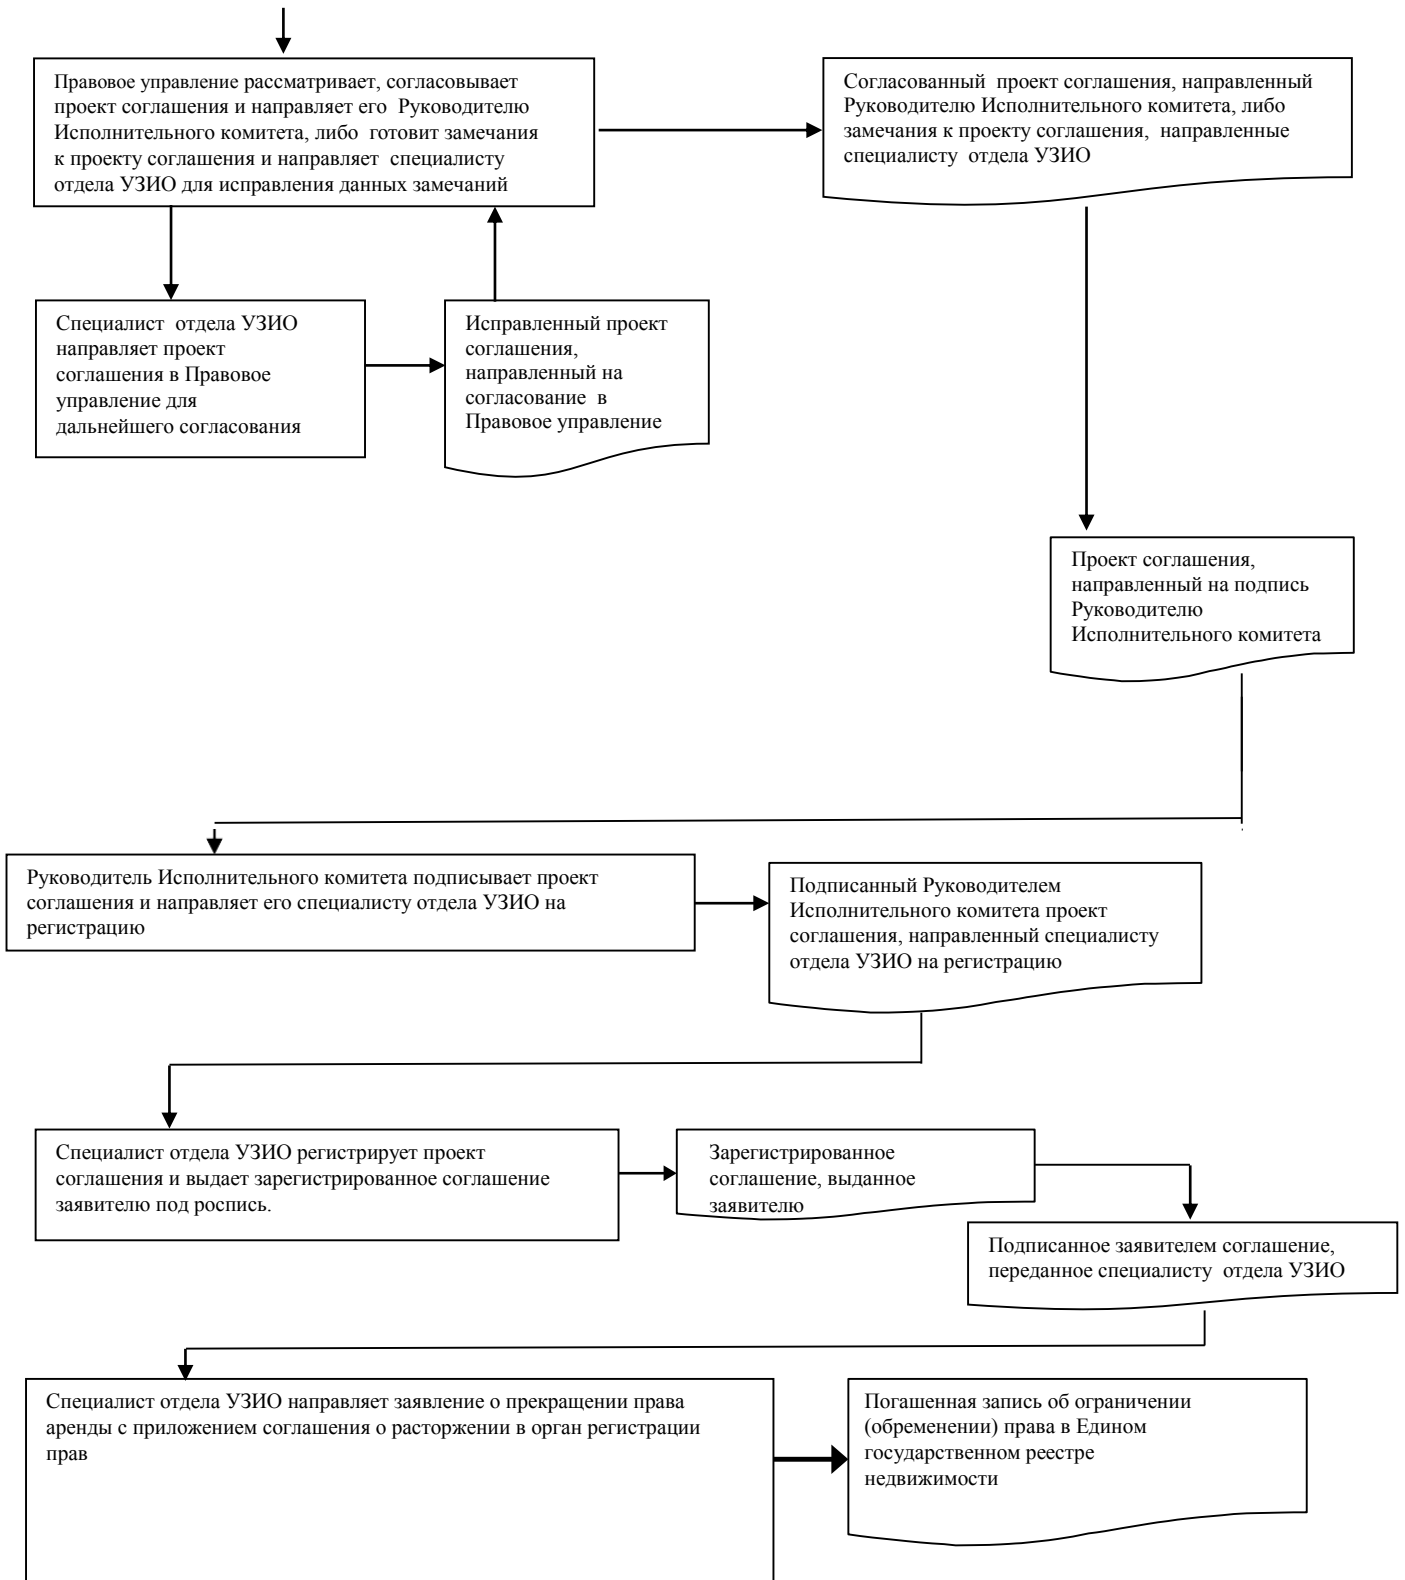 Правовое управление рассматривает, согласовывает
проект соглашения и направляет его Руководителю
Исполнительного комитета, либо готовит замечания
к проекту соглашения и направляет специалисту
отдела УЗИО для исправления данных замечаний
Согласованный проект соглашения, направленный
Руководителю Исполнительного комитета, либо
замечания к проекту соглашения, направленные
специалисту отдела УЗИО
Специалист отдела УЗИО
направляет проект
соглашения в Правовое
управление для
дальнейшего согласования
Исправленный проект
соглашения,
направленный на
согласование в
Правовое управление
Проект соглашения,
направленный на подпись
Руководителю
Исполнительного комитета
Руководитель Исполнительного комитета подписывает проект
соглашения и направляет его специалисту отдела УЗИО на
регистрацию
Подписанный Руководителем
Исполнительного комитета проект
соглашения, направленный специалисту
отдела УЗИО на регистрацию
Специалист отдела УЗИО регистрирует проект
соглашения и выдает зарегистрированное соглашение
заявителю под роспись.
Зарегистрированное
соглашение, выданное
заявителю
Подписанное заявителем соглашение,
переданное специалисту отдела УЗИО
Специалист отдела УЗИО направляет заявление о прекращении права
аренды с приложением соглашения о расторжении в орган регистрации
прав
Погашенная запись об ограничении
(обременении) права в Едином
государственном реестре
недвижимости